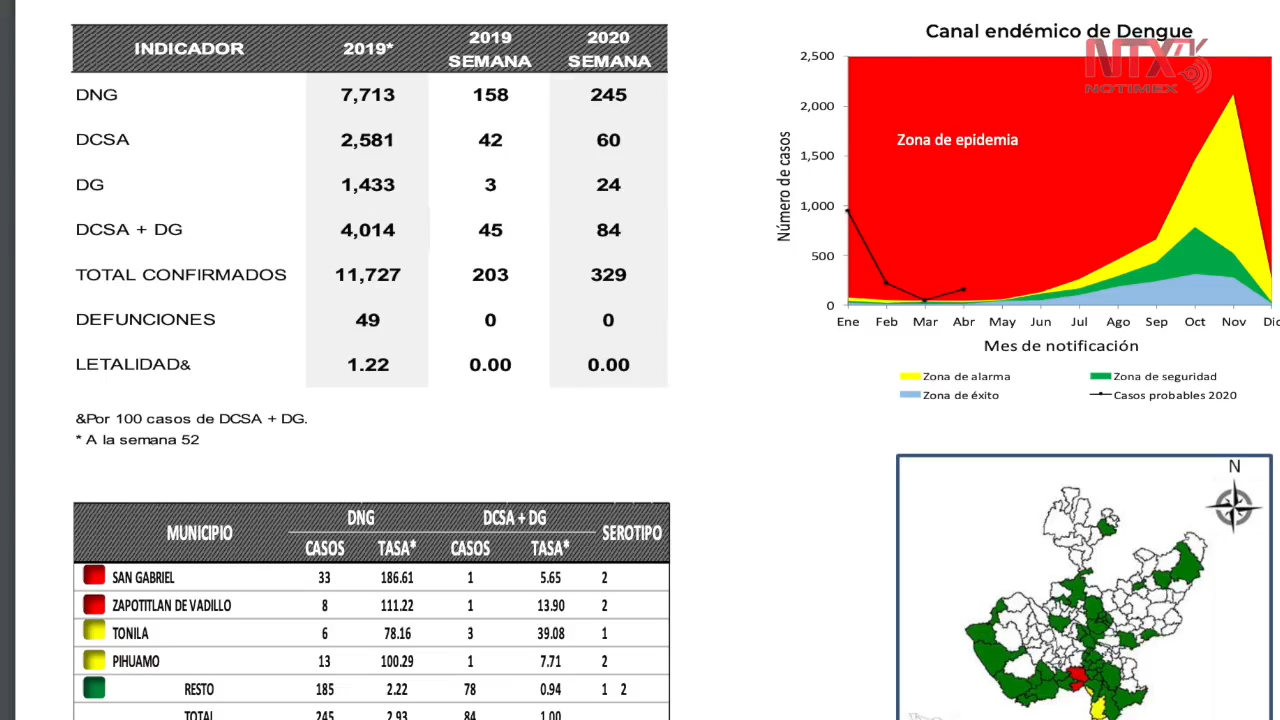 INDICADOR 2019* 2019 SEMANA 2020 SEMANA
DNG 7,713 158 245
DCSA 2,581 42 60
DG 1,433 3 24
DCSA + DG 4,014 45 84
TOTAL CONFIRMADOS 11,727 203 329
DEFUNCIONES 49 0 0
LETALIDAD& 1.22 0.00 0.00
&Por 100 casos de DCSA + DG.
* A la semana 52
Canal endémico de Dengue
NTX
NOTIMEX
Número de casos
2,500
2,000
1,500
1,000
500
0
Zona de epidemia
Ene Feb Mar Abr May Jun Jul Ago Sep Oct Nov Dic
Mes de notificación
Zona de alarma Zona de seguridad
Zona de éxito Casos probables 2020
MUNICIPIO DNG DCSA + DG SEROTIPO
CASOS TASA* CASOS TASA*
SAN GABRIEL 33 186.61 1 5.65 2
ZAPOTITLAN DE VADILLO 8 111.22 1 13.90 2
TONILA 6 78.16 3 39.08 1
PIHUAMO 13 100.29 1 7.71 2
RESTO 185 2.22 78 0.94 1 2
TOTAL 245 2.93 84 1.00
N